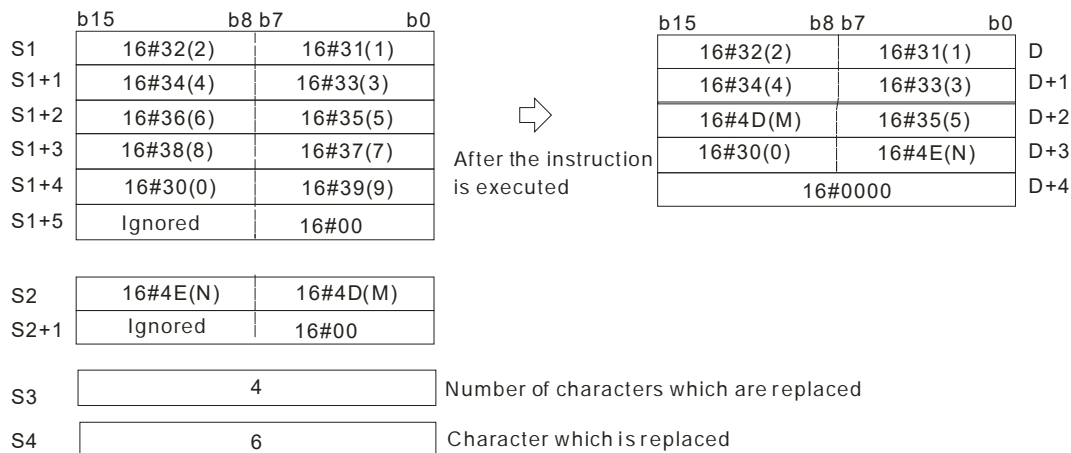 b15 b8 b7 b0
S1 16#32(2) 16#31(1)
S1+1 16#34(4) 16#33(3)
S1+2 16#36(6) 16#35(5)
S1+3 16#38(8) 16#37(7)
S1+4 16#30(0) 16#39(9)
S1+5 Ignored 16#00
After the instruction
is executed
b15 b8 b7 b0
16#32(2) 16#31(1) D
16#34(4) 16#33(3) D+1
16#4D(M) 16#35(5) D+2
16#30(0) 16#4E(N) D+3
16#0000 D+4
S2 16#4E(N) 16#4D(M)
S2+1 Ignored 16#00
S3 4 Number of characters which are replaced
S4 6 Character which is replaced